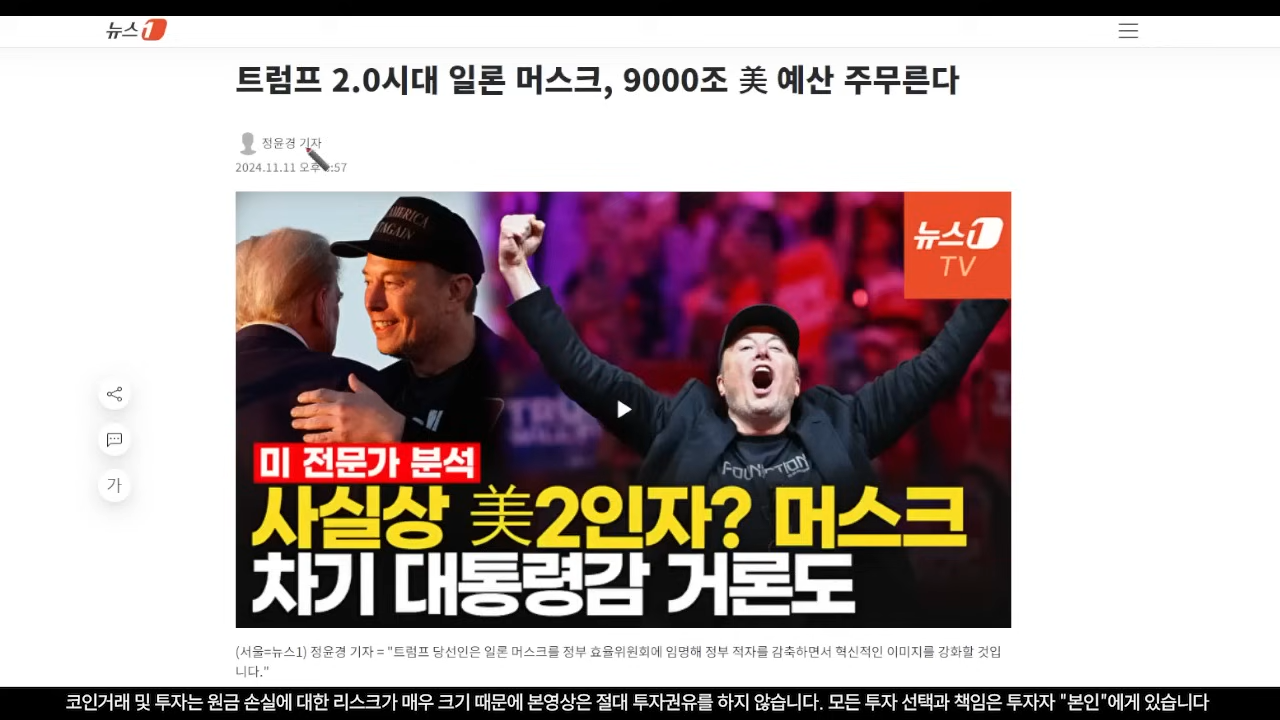 뉴스1
트럼프 2.0시대 일론 머스크, 9000조 美 예산 주무른다
정윤경 기자
2024.11.11 오후 :57
뉴스1
TV
AMERICA
AGAIN
미 전문가 분석
사실상 美2인자? 머스크
차기 대통령감 거론도
가
(서울=뉴스1) 정윤경 기자 = "트럼프 당선인은 일론 머스크를 정부 효율위원회에 임명해 정부 적자를 감축하면서 혁신적인 이미지를 강화할 것입
니다."
코인거래 및 투자는 원금 손실에 대한 리스크가 매우 크기 때문에 본영상은 절대 투자권유를 하지 않습니다. 모든 투자 선택과 책임은 투자자 "본인"에게 있습니다